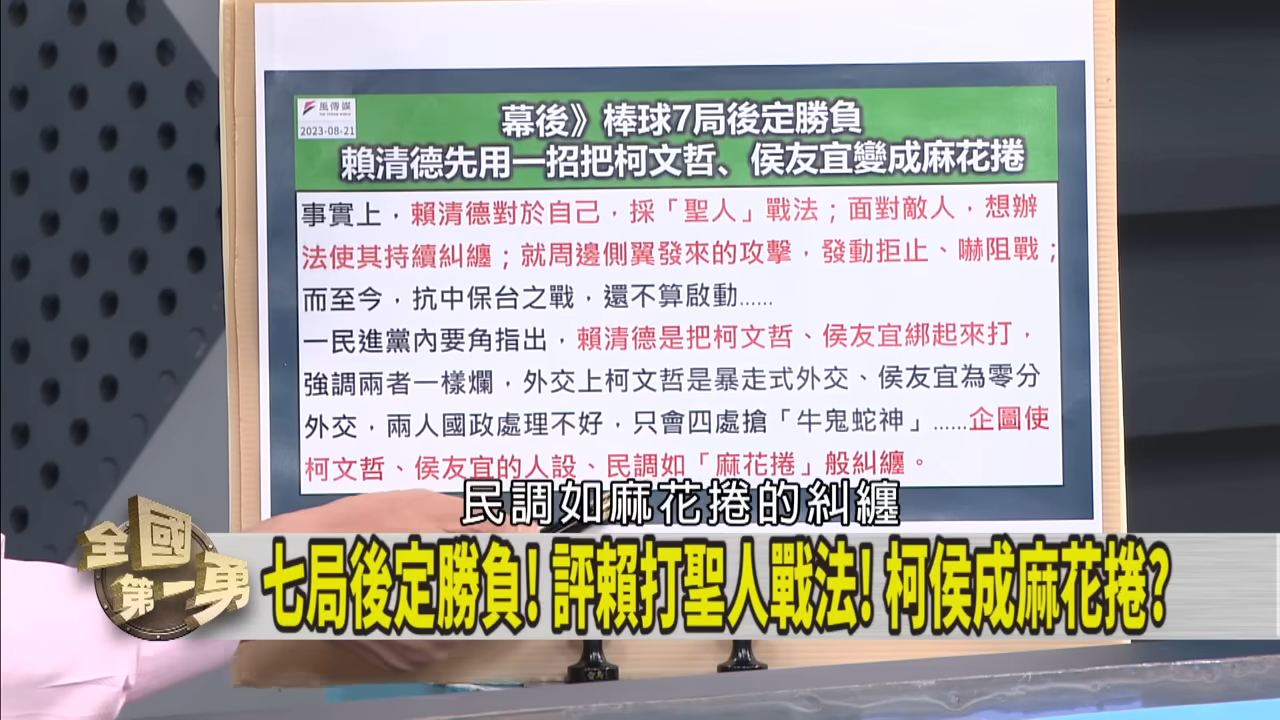 風傳媒
2023-08-21
幕後》棒球7局後定勝負
賴清德先用一招把柯文哲、侯友宜變成麻花捲
事實上，賴清德對於自己，採「聖人」戰法；面對敵人，想辦
法使其持續糾纏；就周邊側翼發來的攻擊，發動拒止、嚇阻戰；
而至今，抗中保台之戰，還不算啟動……
一民進黨內要角指出，賴清德是把柯文哲、侯友宜綁起來打，
強調兩者一樣爛，外交上柯文哲是暴走式外交、侯友宜為零分
外交，兩人國政處理不好，只會四處搶「牛鬼蛇神」……企圖使
柯文哲、侯友宜的人設、民調如「麻花捲」般糾纏。
民調如麻花捲的糾纏
全國第一勇
七局後定勝負!評賴打聖人戰法!柯侯成麻花捲?